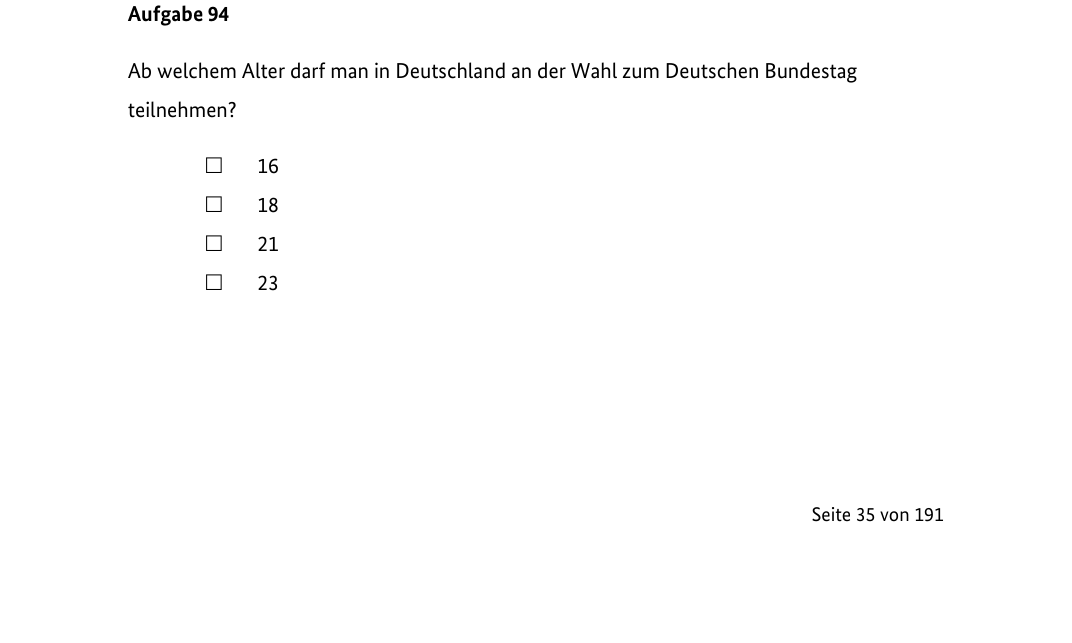 Aufgabe 94
Ab welchem Alter darf man in Deutschland an der Wahl zum Deutschen Bundestag
teilnehmen?
☐ 16
☐ 18
☐ 21
☐ 23
Seite 35 von 191